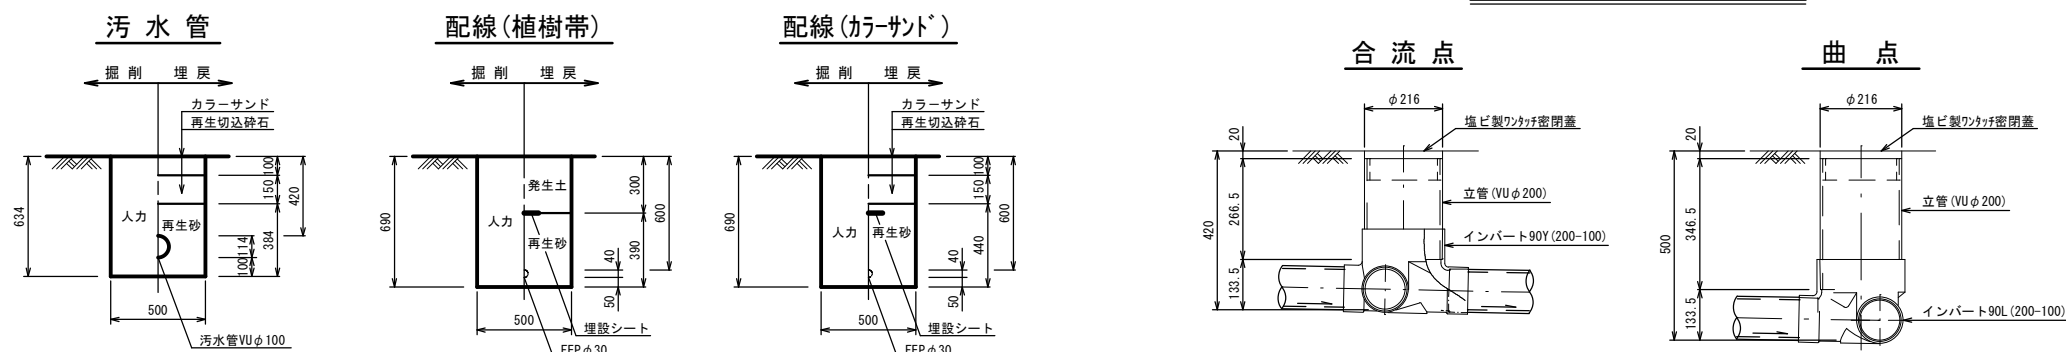 汚 水 管
掘 削 埋 戻
カラーサンド
再生切込砕石
634
人力
再生砂
100
150
384
420
114
100
500
汚水管VUφ100
配線(植樹帯)
掘 削 埋 戻
690
人力
発生土
再生砂
300
390
600
40
50
500
埋設シート
FEPφ30
配線(カラーサンド)
掘 削 埋 戻
カラーサンド
再生切込砕石
690
人力
再生砂
100
150
440
600
40
50
500
埋設シート
FEPφ30
合 流 点
φ216
塩ビ製ワンタッチ密閉蓋
20
420
266.5
133.5
立管(VUφ200)
インバート90Y(200-100)
曲 点
φ216
塩ビ製ワンタッチ密閉蓋
20
500
346.5
133.5
立管(VUφ200)
インバート90L(200-100)